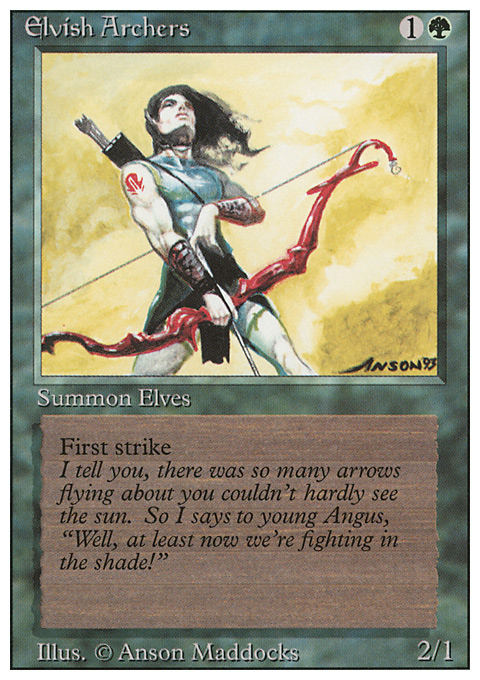 Elvish Archers 1
ANSON 93
Summon Elves
First strike
I tell you, there was so many arrows
flying about you couldn't hardly see
the sun. So I says to young Angus,
"Well, at least now we're fighting in
the shade!"
Illus. © Anson Maddocks 2/1